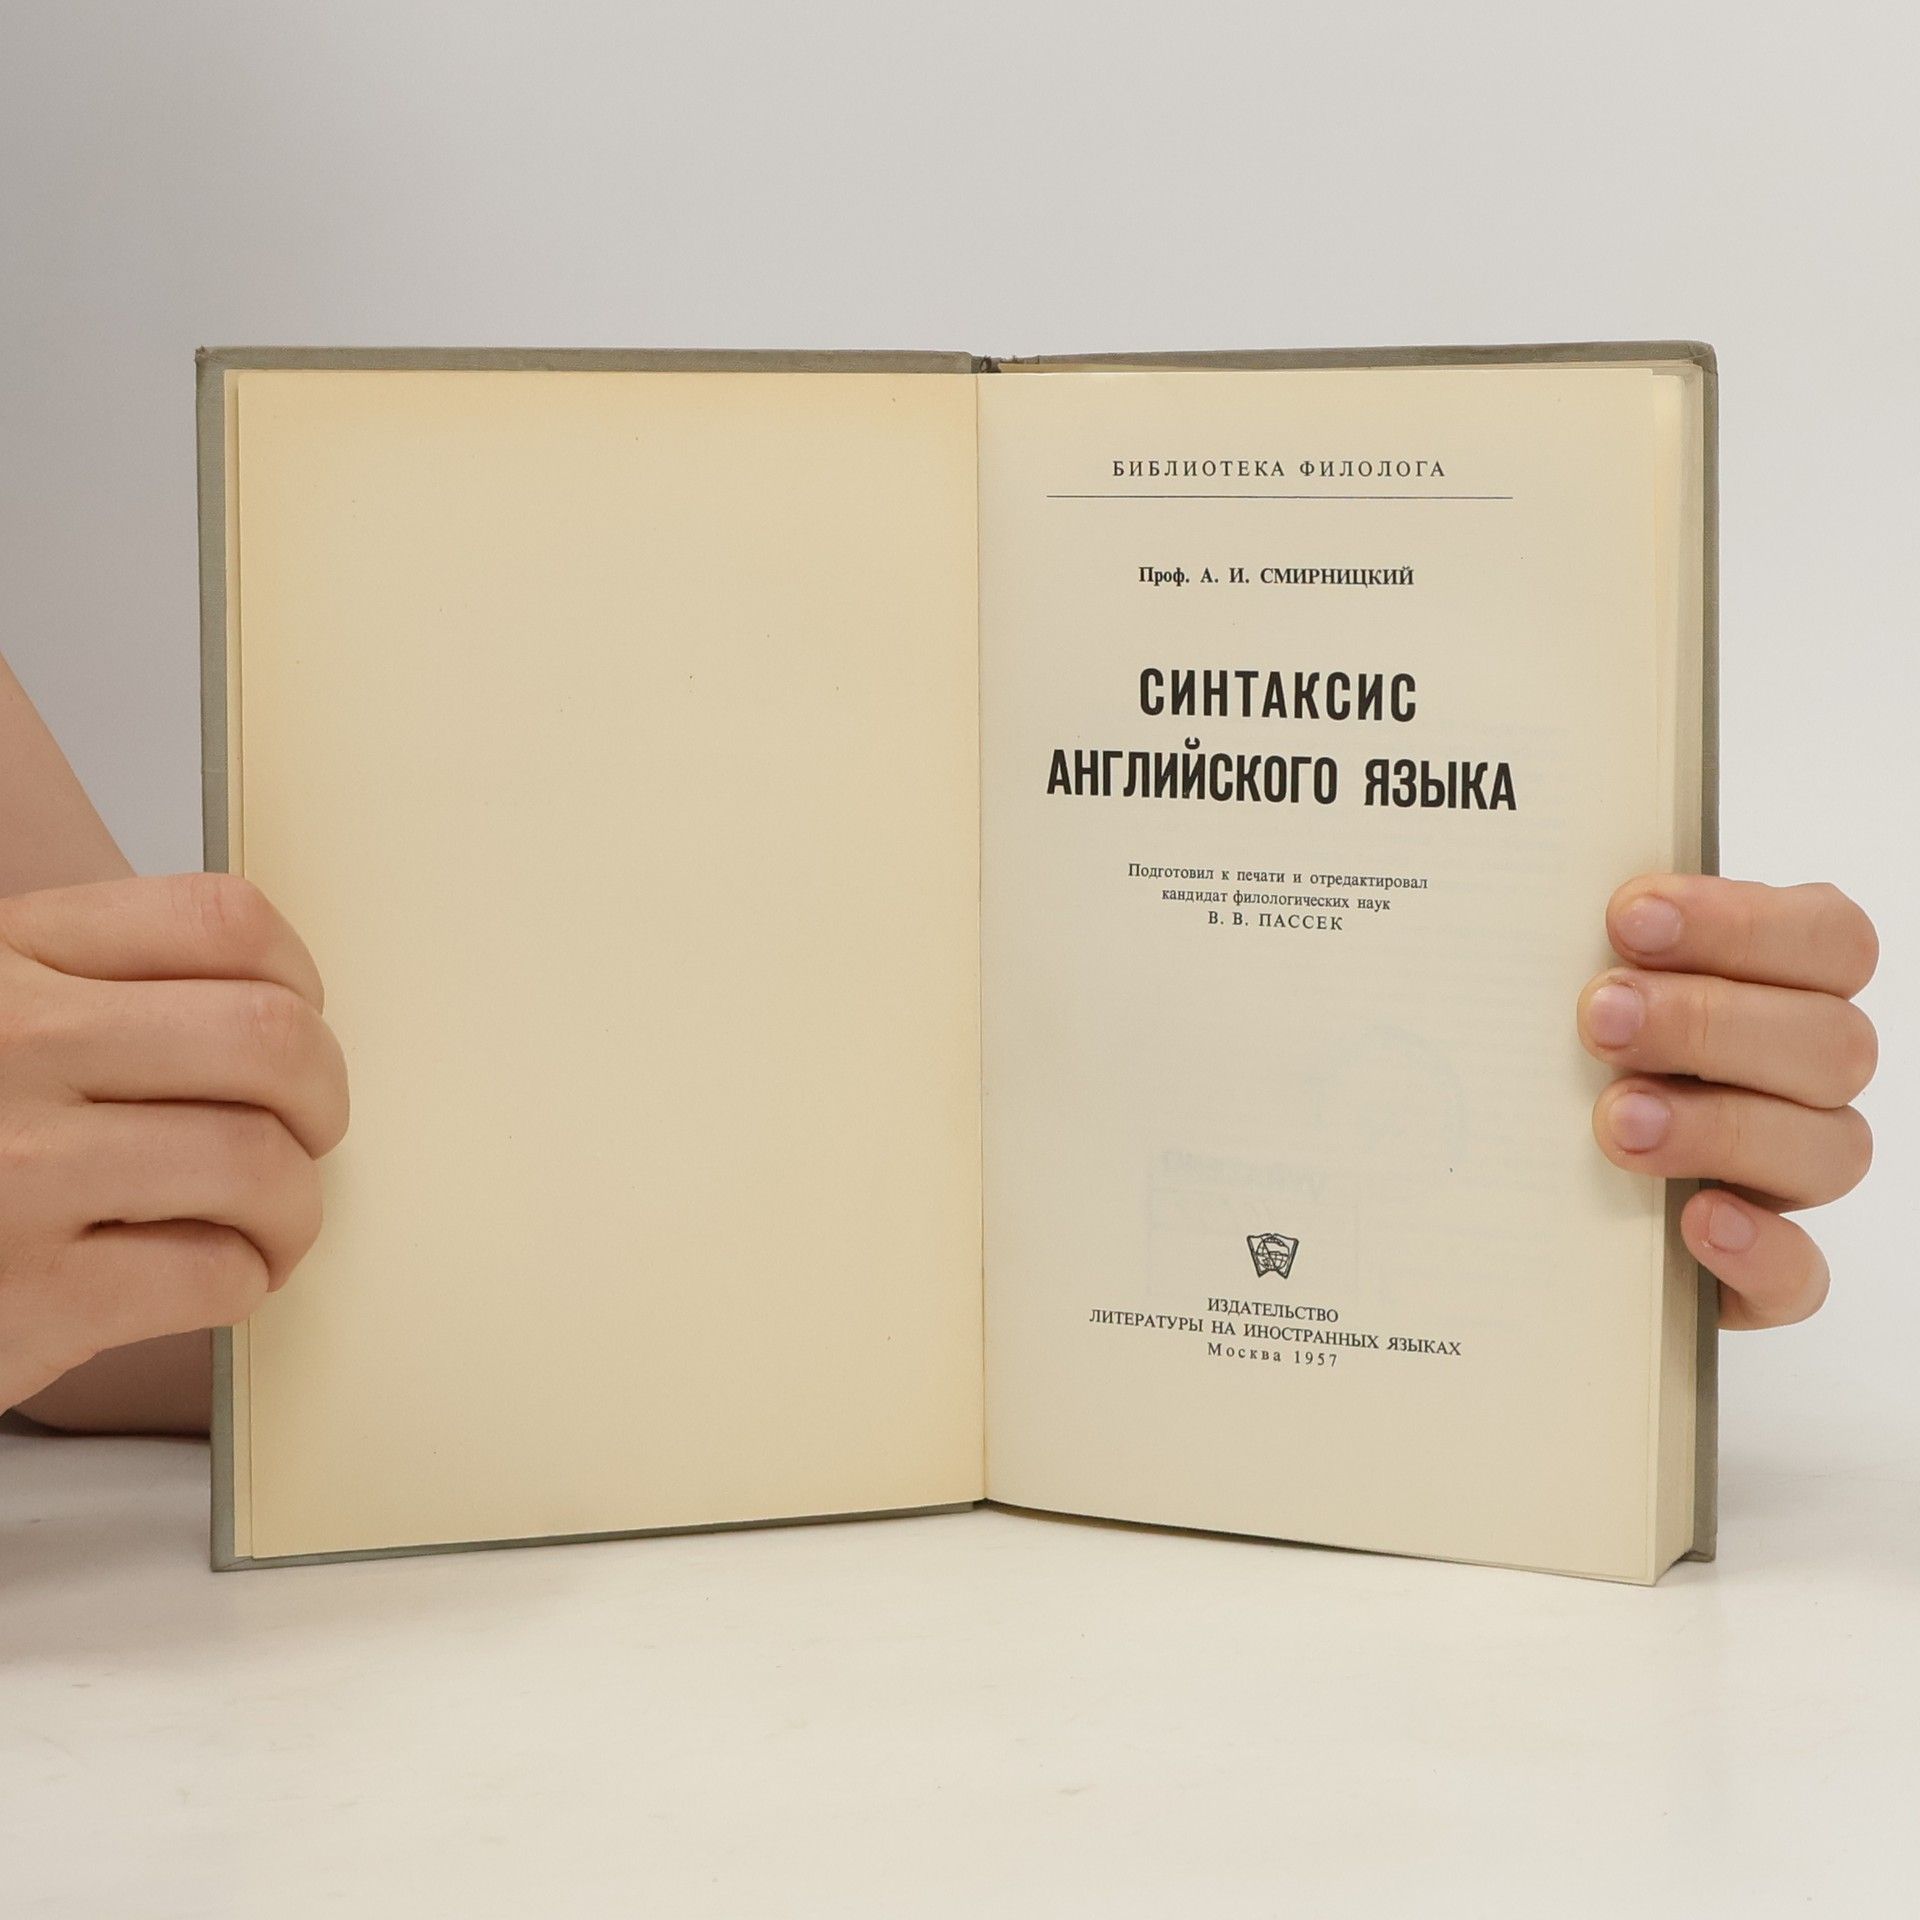 БИБЛИОТЕКА ФИЛОЛОГА
Проф. А. И. СМИРНИЦКИЙ
СИНТАКСИС
АНГЛИЙСКОГО ЯЗЫКА
Подготовил к печати и отредактировал
кандидат филологических наук
В. В. ПАССЕК
ИЗДАТЕЛЬСТВО
ЛИТЕРАТУРЫ НА ИНОСТРАННЫХ ЯЗЫКАХ
Москва 1957